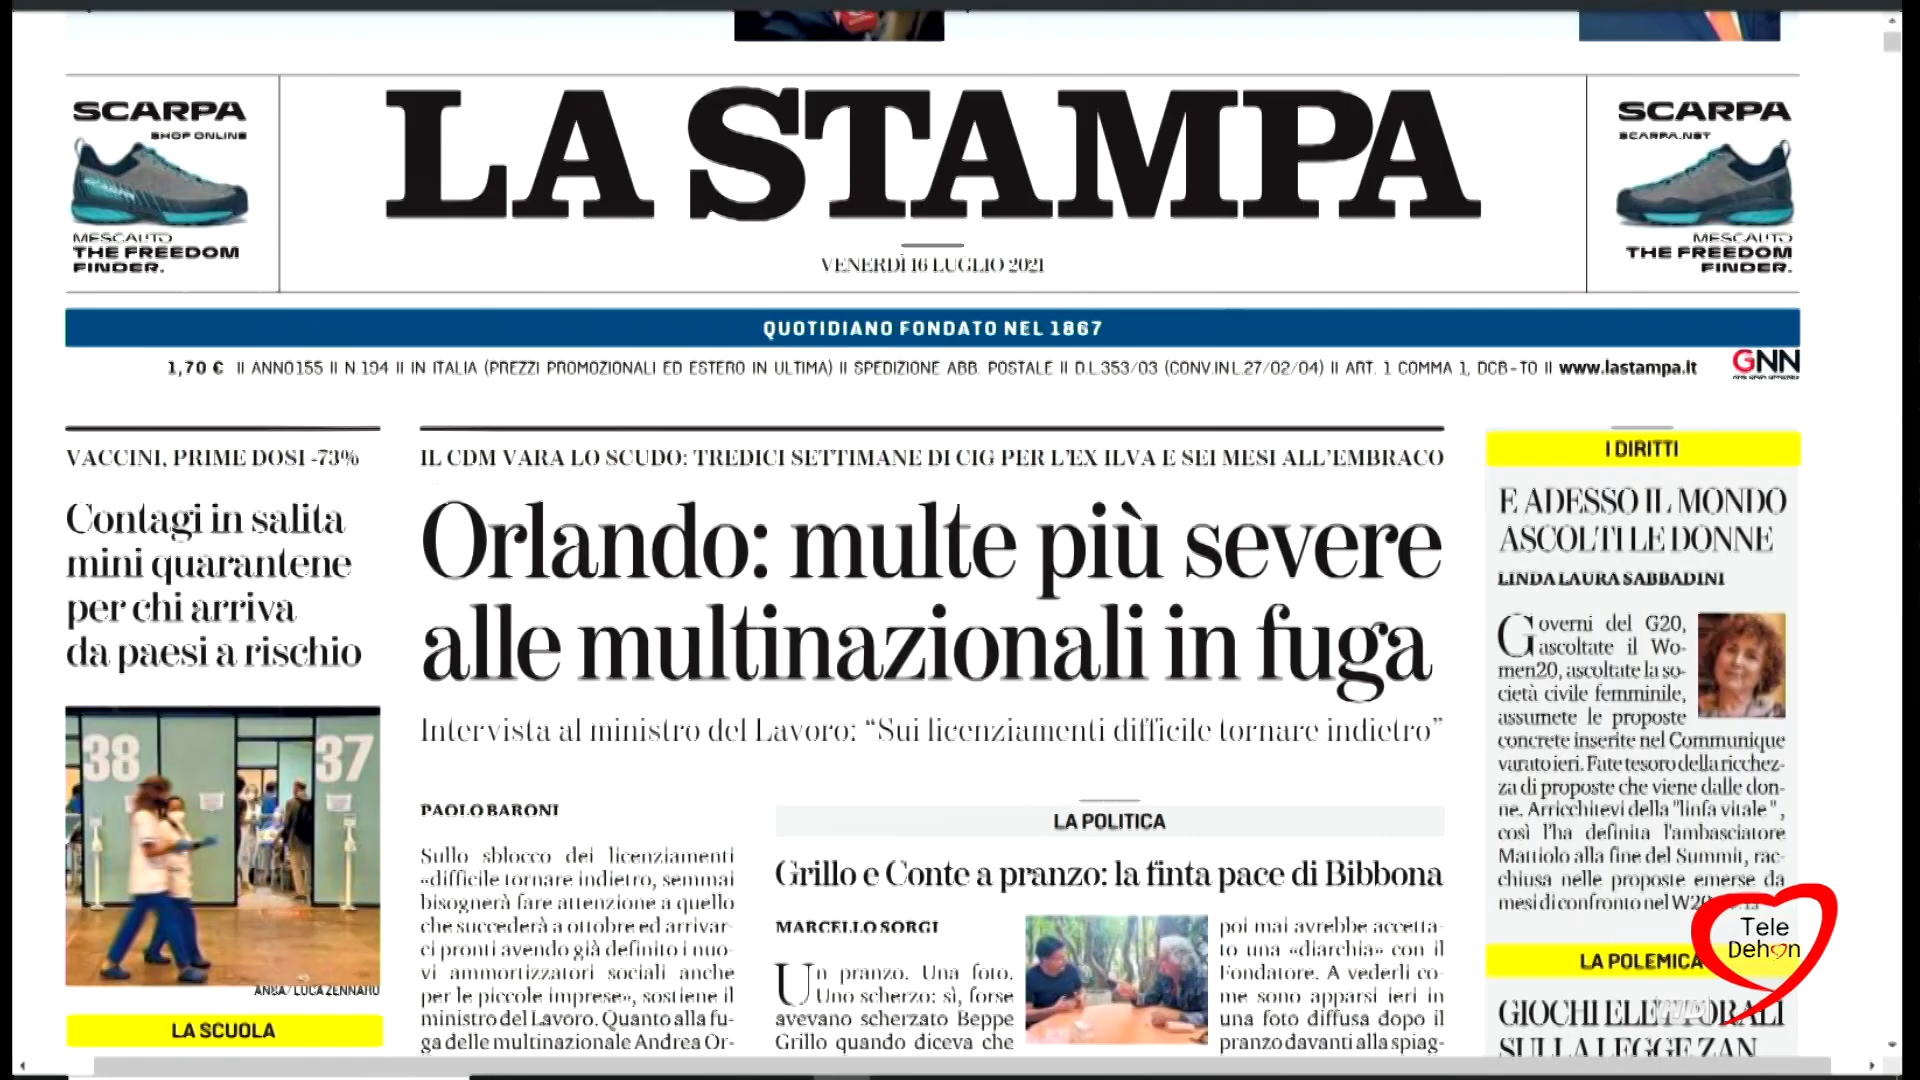 SCARPA
SHOP ONLINE
MESCALITO
THE FREEDOM
FINDER.
LA STAMPA
VENERDÌ 16 LUGLIO 2021
SCARPA
SCARPA.NET
MESCALITO
THE FREEDOM
FINDER.
QUOTIDIANO FONDATO NEL 1867
1,70 € II ANNO 155 II N.194 II IN ITALIA (PREZZI PROMOZIONALI ED ESTERO IN ULTIMA) II SPEDIZIONE ABB. POSTALE II D.L.353/03 (CONV.IN L.27/02/04) II ART. 1 COMMA 1, DCB-TO II www.lastampa.it
GNN
VACCINI, PRIME DOSI -73%
Contagi in salita
mini quarantene
per chi arriva
da paesi a rischio
38
37
ANSA / LUCA ZENNARO
LA SCUOLA
IL CDM VARA LO SCUDO: TREDICI SETTIMANE DI CIG PER L'EX ILVA E SEI MESI ALL'EMBRACO
Orlando: multe più severe
alle multinazionali in fuga
Intervista al ministro del Lavoro: “Sui licenziamenti difficile tornare indietro”
PAOLO BARONI
Sullo sblocco dei licenziamenti
«difficile tornare indietro, semmai
bisognerà fare attenzione a quello
che succederà a ottobre ed arrivar-
ci pronti avendo già definito i nuo-
vi ammortizzatori sociali anche
per le piccole imprese», sostiene il
ministro del Lavoro. Quanto alla fu-
ga delle multinazionale Andrea Or-
LA POLITICA
Grillo e Conte a pranzo: la finta pace di Bibbona
MARCELLO SORGI
Un pranzo. Una foto.
Uno scherzo: sì, forse
avevano scherzato Beppe
Grillo quando diceva che
poi mai avrebbe accetta-
to una «diarchia» con il
Fondatore. A vederli co-
me sono apparsi ieri in
una foto diffusa dopo il
pranzo davanti alla spiag-
I DIRITTI
E ADESSO IL MONDO
ASCOLTI LE DONNE
LINDA LAURA SABBADINI
Governi del G20,
ascoltate il Wo-
men20, ascoltate la so-
cietà civile femminile,
assumete le proposte
concrete inserite nel Communique
varato ieri. Fate tesoro della ricchez-
za di proposte che viene dalle don-
ne. Arricchitevi della "linfa vitale",
così l'ha definita l'ambasciatore
Mattiolo alla fine del Summit, rac-
chiusa nelle proposte emerse da
mesi di confronto nel
LA POLEMICA
GIOCHI ELETTORALI
SULLA LEGGE ZAN
Tele
Dehon